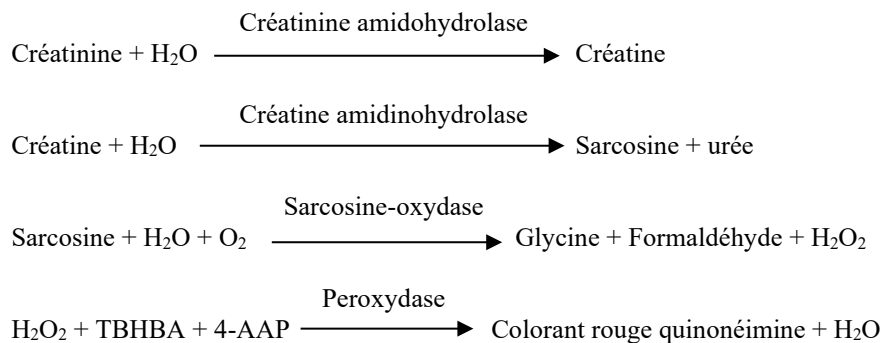 Créatinine amidohydrolase
Créatinine + H₂O Créatine
Créatine amidinohydrolase
Créatine + H₂O Sarcosine + urée
Sarcosine-oxydase
Sarcosine + H₂O + O₂ Glycine + Formaldéhyde + H₂O₂
Peroxydase
H₂O₂ + TBHBA + 4-AAP Colorant rouge quinonéimine + H₂O